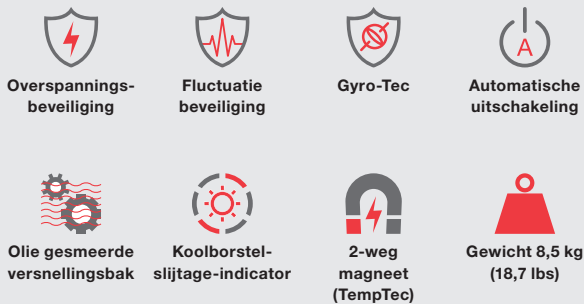 Overspannings-
beveiliging
Fluctuatie
beveiliging
Gyro-Tec
A
Automatische
uitschakeling
Olie gesmeerde
versnellingsbak
Koolborstel-
slijtage-indicator
2-weg
magneet
(TempTec)
Gewicht 8,5 kg
(18,7 lbs)